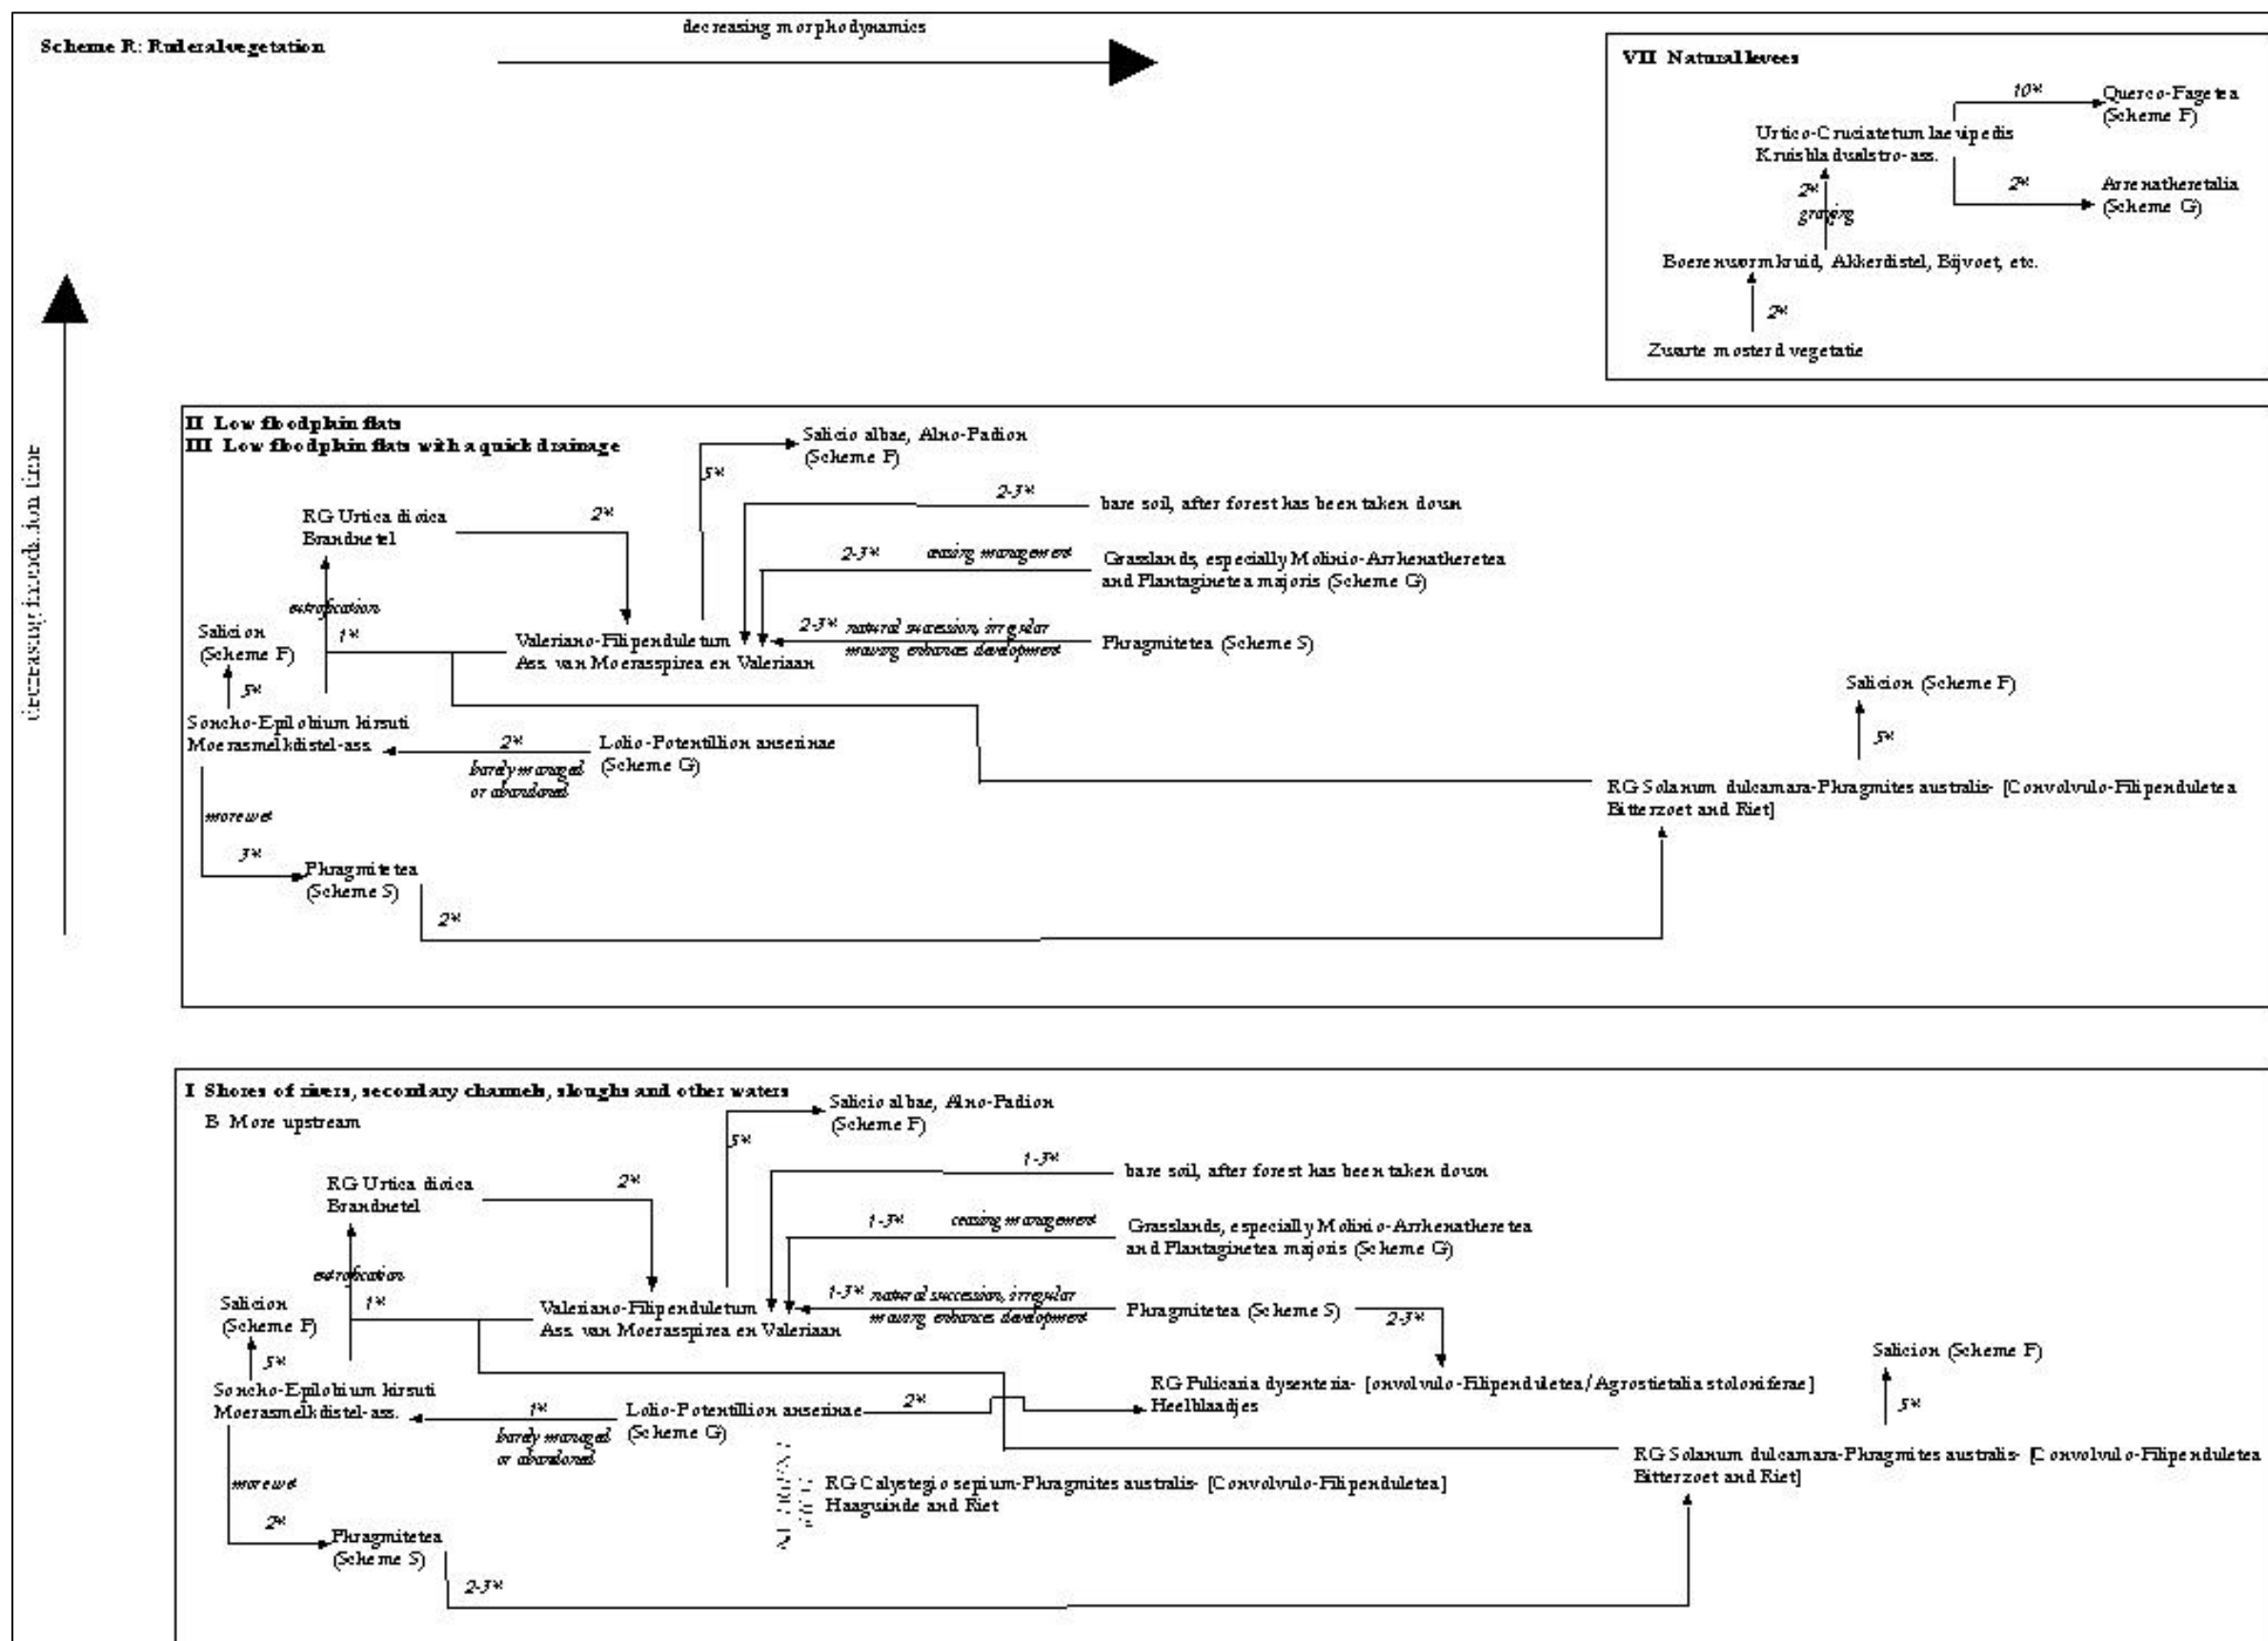 decreasing morphodynamics
Scheme R: Ruderal vegetation
VII Natural levees
10*
Querco-Fagetea
(Scheme F)
Urtico-Cruciatetum laevipedis
Kruisbladwalstro-ass.
2*
Arrenatheretalia
(Scheme G)
2*
grazing
Boerenwormkruid, Akkerdistel, Bijvoet, etc.
2*
Zwarte mosterd vegetatie
decreasing inundation time
II Low floodplain flats
III Low floodplain flats with a quick drainage
Salicio albae, Alno-Padion
(Scheme F)
5*
2-3*
bare soil, after forest has been taken down
RG Urtica dioica
Brandnetel
2*
2-3* ceasing management
Grasslands, especially Molinio-Arrhenatheretea
and Plantaginetea majoris (Scheme G)
eutrofication
1*
Salicion
(Scheme F)
Valeriano-Filipenduletum
Ass. van Moerasspirea en Valeriaan
2-3* natural sucession, irregular
mowing enhances development
Phragmitetea (Scheme S)
5*
Salicion (Scheme F)
5*
Soncho-Epilobium hirsuti
Moerasmelkdistel-ass.
2*
barely managed
or abandoned
Lolio-Potentillion anserinae
(Scheme G)
RG Solanum dulcamara-Phragmites australis- [Convolvulo-Filipenduletea
Bitterzoet and Riet]
more wet
3*
Phragmitetea
(Scheme S)
2*
I Shores of rivers, secondary channels, sloughs and other waters
B More upstream
Salicio albae, Alno-Padion
(Scheme F)
5*
1-3*
bare soil, after forest has been taken down
RG Urtica dioica
Brandnetel
2*
1-3* ceasing management
Grasslands, especially Molinio-Arrhenatheretea
and Plantaginetea majoris (Scheme G)
eutrofication
1*
Salicion
(Scheme F)
Valeriano-Filipenduletum
Ass. van Moerasspirea en Valeriaan
1-3* natural succession, irregular
mowing enhances development
Phragmitetea (Scheme S)
2-3*
5*
Salicion (Scheme F)
5*
Soncho-Epilobium hirsuti
Moerasmelkdistel-ass.
1*
barely managed
or abandoned
Lolio-Potentillion anserinae
(Scheme G)
2*
RG Pulicaria dysenteria- [onvolvulo-Filipenduletea/Agrostietalia stoloniferae]
Heelblaadjes
RG Solanum dulcamara-Phragmites australis- [Convolvulo-Filipenduletea
Bitterzoet and Riet]
more wet
2*
RG Calystegio sepium-Phragmites australis- [Convolvulo-Filipenduletea]
Haagwinde and Riet
Phragmitetea
(Scheme S)
2-3*